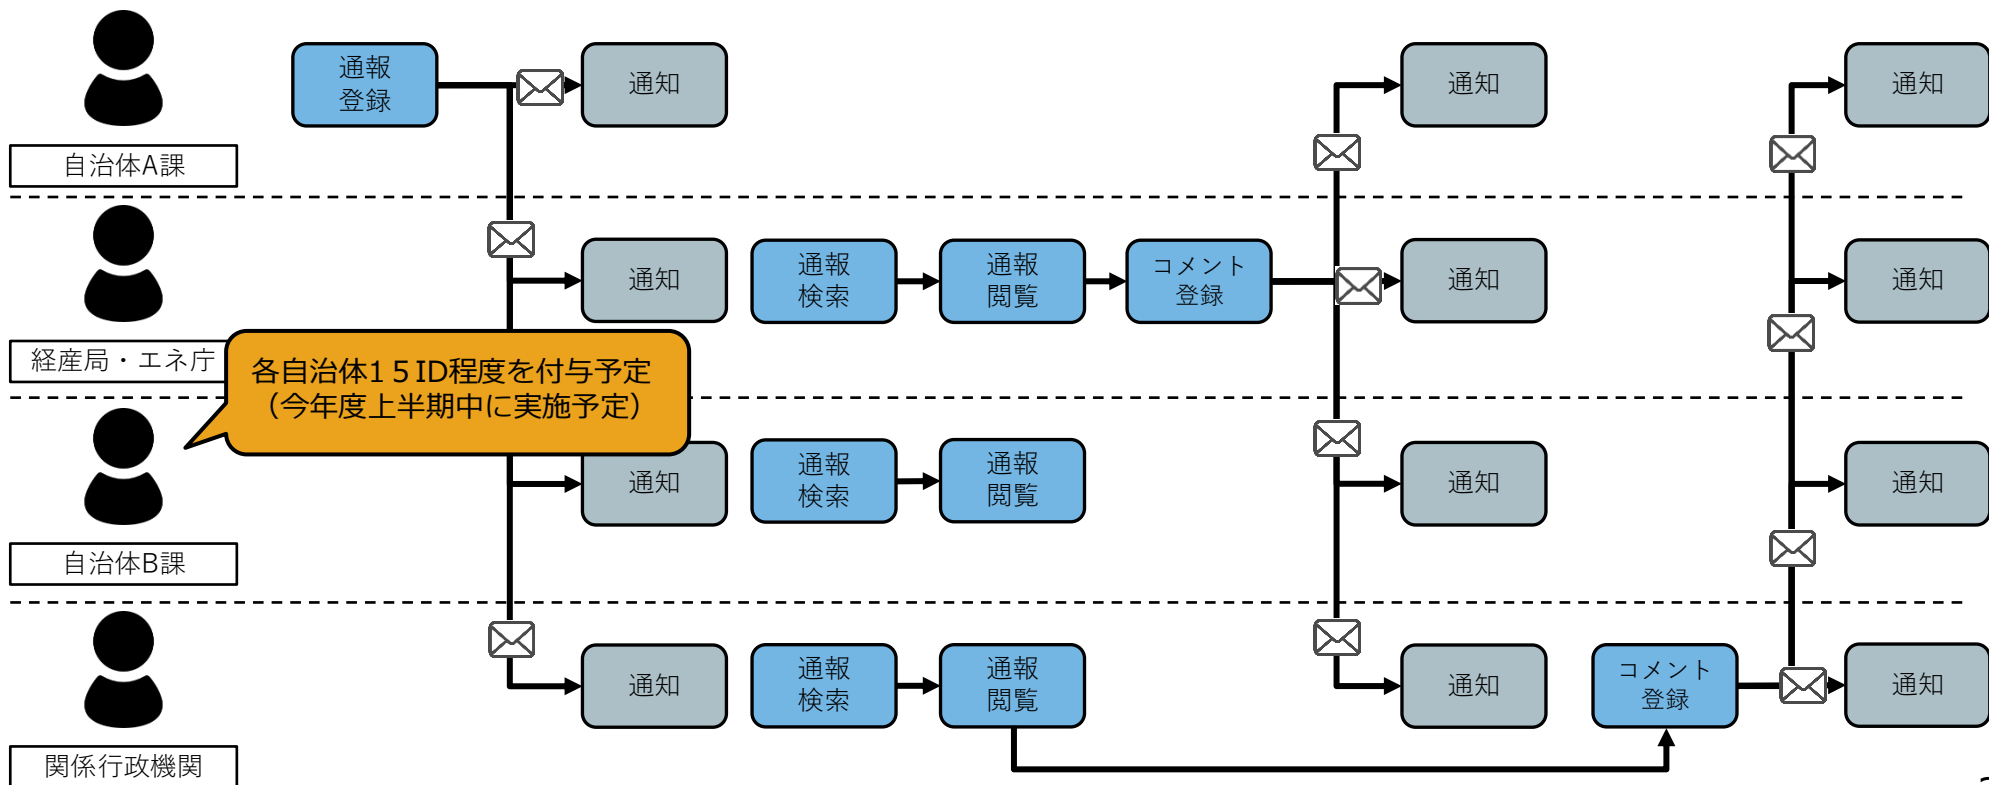 通報
登録
通知
通知
通知
自治体A課
通知
通報
検索
通報
閲覧
コメント
登録
通知
通知
経産局・エネ庁
各自治体15ID程度を付与予定
（今年度上半期中に実施予定）
通知
通報
検索
通報
閲覧
通知
通知
自治体B課
通知
通報
検索
通報
閲覧
通知
コメント
登録
通知
関係行政機関